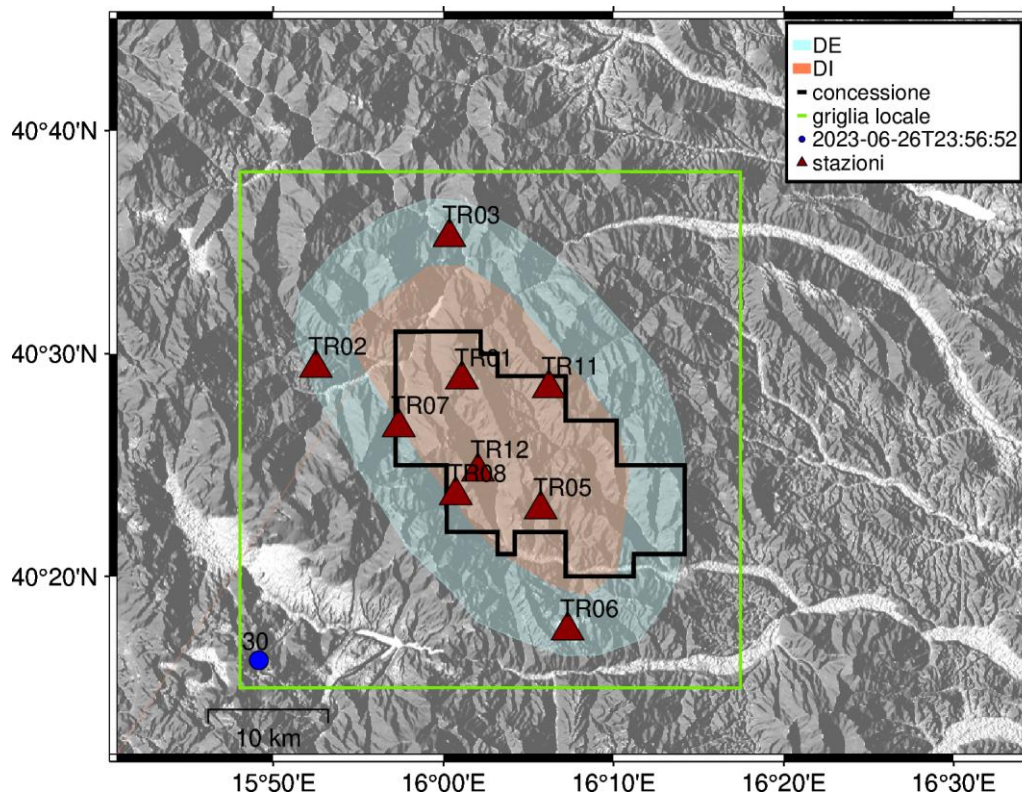 DE
DI
concessione
griglia locale
2023-06-26T23:56:52
stazioni
40°40'N
40°30'N
40°20'N
TR03
TR02
TR01
TR11
TR07
TR12
TR08
TR05
TR06
30
10 km
15°50'E
16°00'E
16°10'E
16°20'E
16°30'E